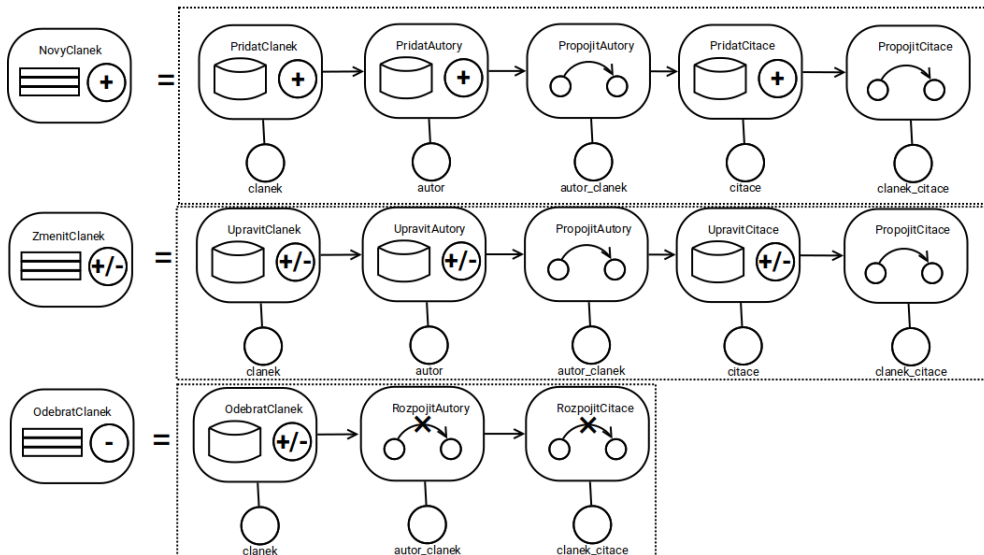 NovyClanek
+
=
PridatClanek
+
PridatAutory
+
PropojitAutory
PridatCitace
+
PropojitCitace
clanek
autor
autor_clanek
citace
clanek_citace
ZmenitClanek
+/-
=
UpravitClanek
+/-
UpravitAutory
+/-
PropojitAutory
UpravitCitace
+/-
PropojitCitace
clanek
autor
autor_clanek
citace
clanek_citace
OdebratClanek
-
=
OdebratClanek
+/-
RozpojitAutory
RozpojitCitace
clanek
autor_clanek
clanek_citace